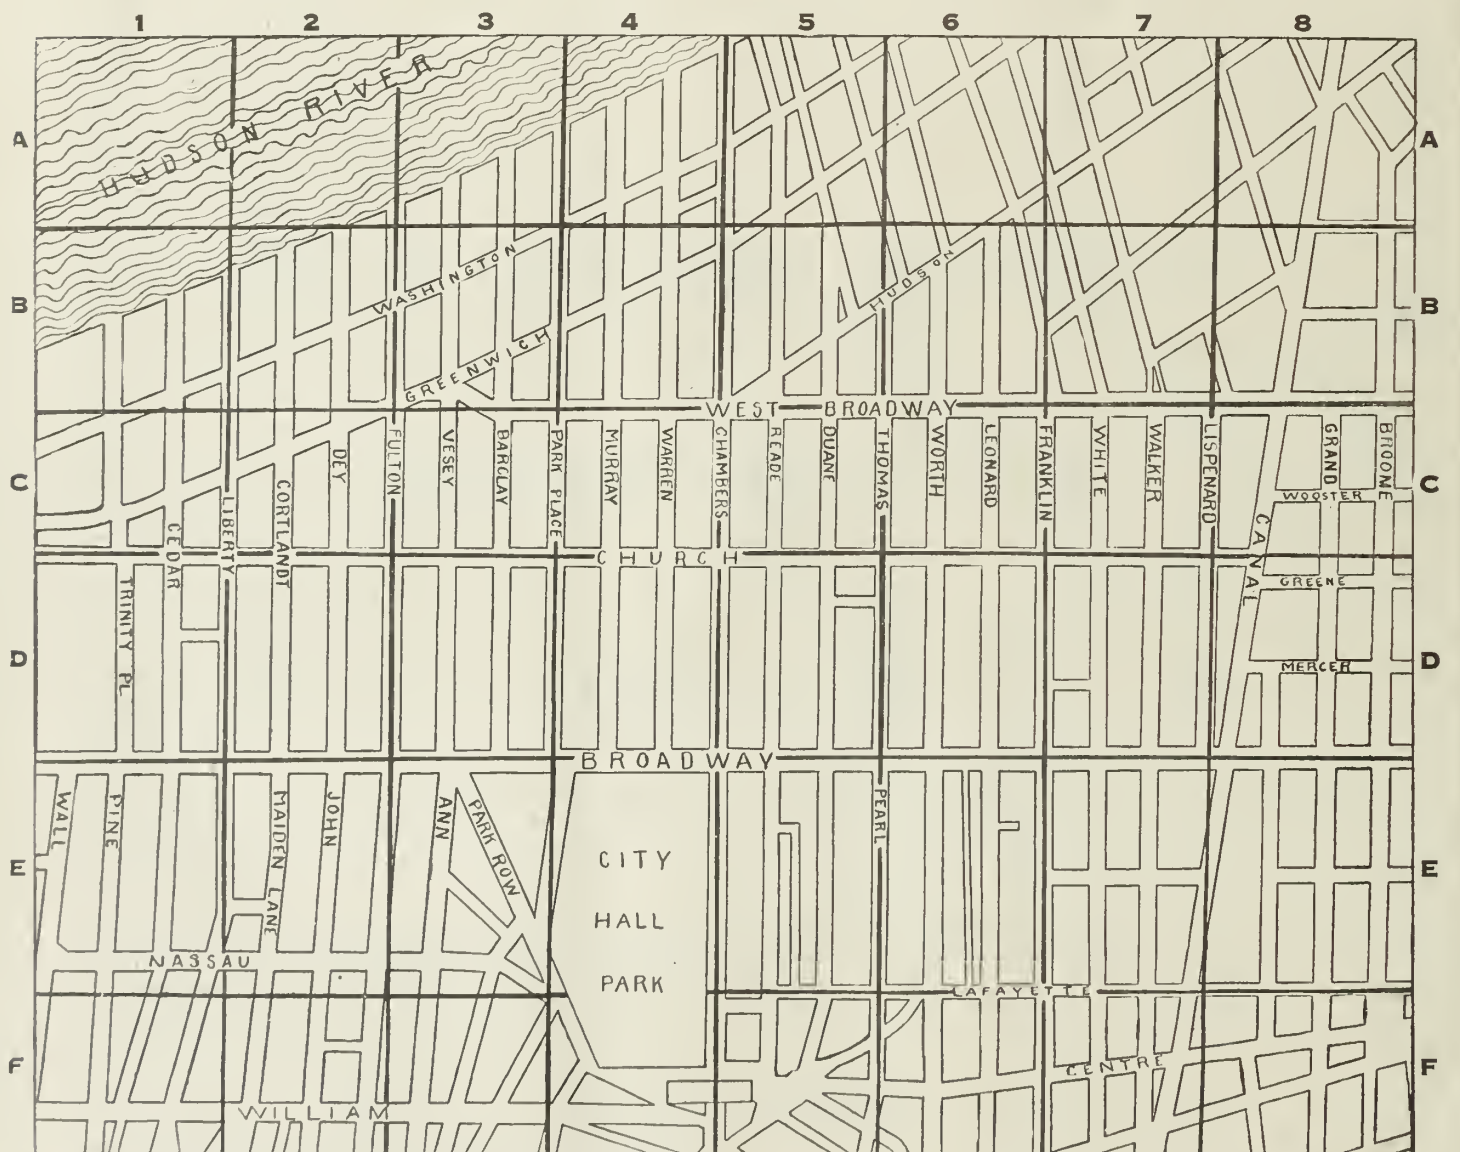 1 2 3 4 5 6 7 8
HUDSON RIVER
A A
WASHINGTON
HUDSON
B B
GREENWICH
WEST BROADWAY
FULTON
VESEY
BARCLAY
PARK PLACE
MURRAY
WARREN
CHAMBERS
READE
DUANE
THOMAS
WORTH
LEONARD
FRANKLIN
WHITE
WALKER
LISPENARD
GRAND
BROOME
DEY
C C
CORTLANDT
LIBERTY
WOOSTER
CANAL
CEDAR
CHURCH
TRINITY PL
GREENE
D D
MERCER
BROADWAY
WALL
PINE
MAIDEN LANE
JOHN
ANN
PARK ROW
PEARL
E E
CITY
HALL
PARK
NASSAU
LAFAYETTE
F F
CENTRE
WILLIAM